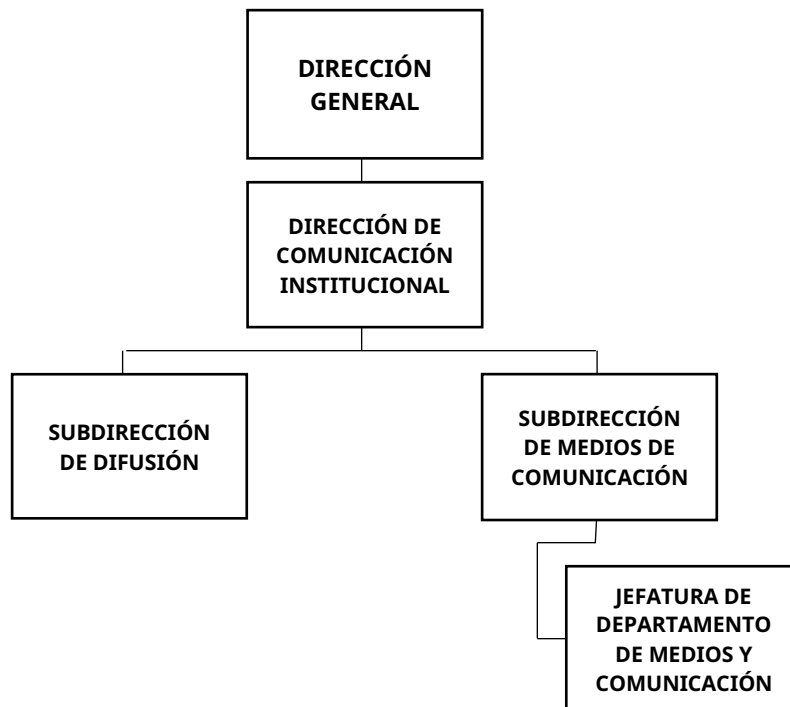 DIRECCIÓN
GENERAL
DIRECCIÓN DE
COMUNICACIÓN
INSTITUCIONAL
SUBDIRECCIÓN
DE DIFUSIÓN
SUBDIRECCIÓN
DE MEDIOS DE
COMUNICACIÓN
JEFATURA DE
DEPARTAMENTO
DE MEDIOS Y
COMUNICACIÓN